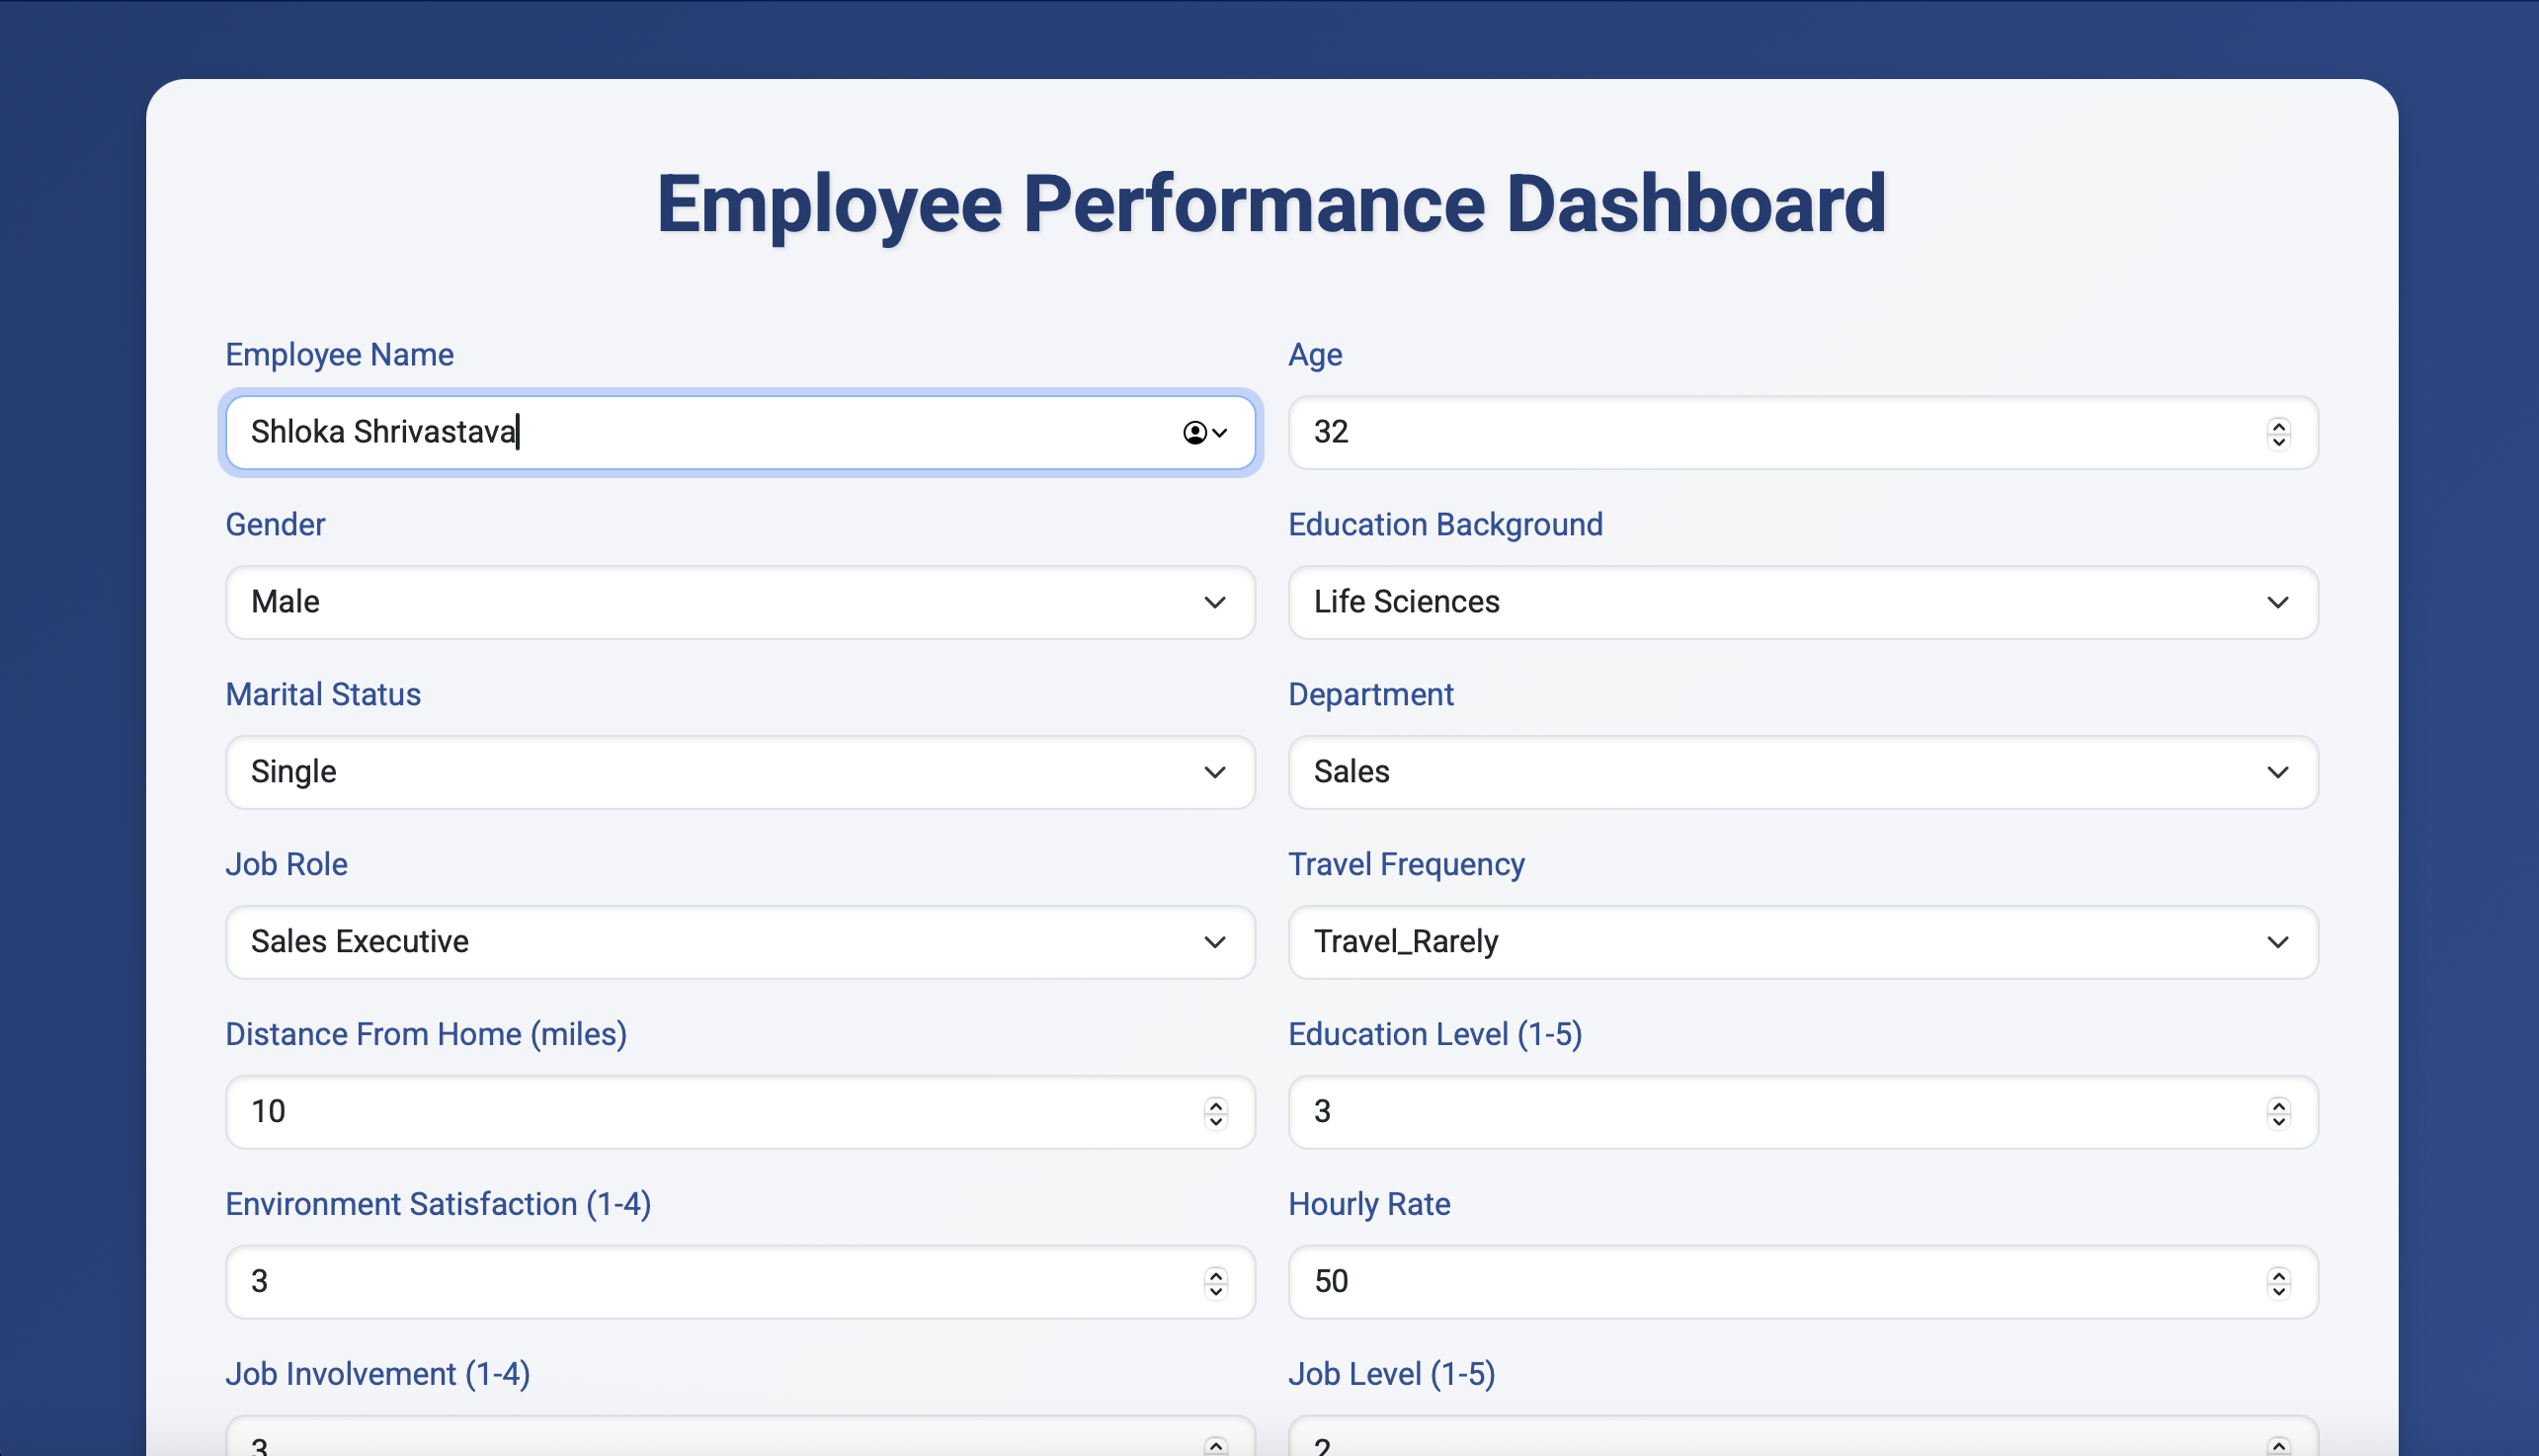 Employee Performance Dashboard
Employee Name
Age
Shloka Shrivastava
32
Gender
Education Background
Male
Life Sciences
Marital Status
Department
Single
Sales
Job Role
Travel Frequency
Sales Executive
Travel_Rarely
Distance From Home (miles)
Education Level (1-5)
10
3
Environment Satisfaction (1-4)
Hourly Rate
3
50
Job Involvement (1-4)
Job Level (1-5)
3
2